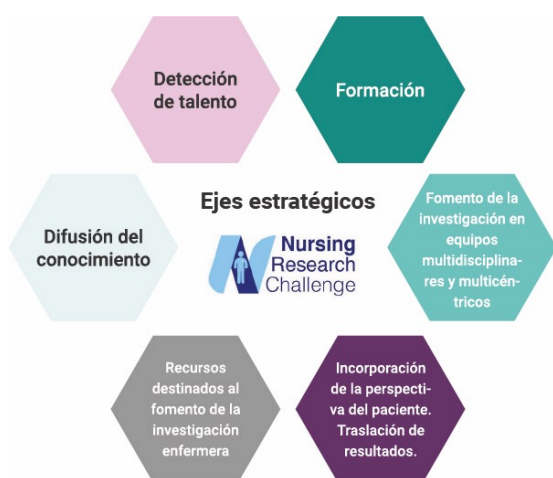 Detección
de talento
Formación
Ejes estratégicos
Nursing
Research
Challenge
Difusión del
conocimiento
Fomento de la
investigación en
equipos
multidisciplina-
res y multicén-
tricos
Recursos
destinados al
fomento de la
investigación
enfermera
Incorporación
de la perspecti-
va del paciente.
Traslación de
resultados.